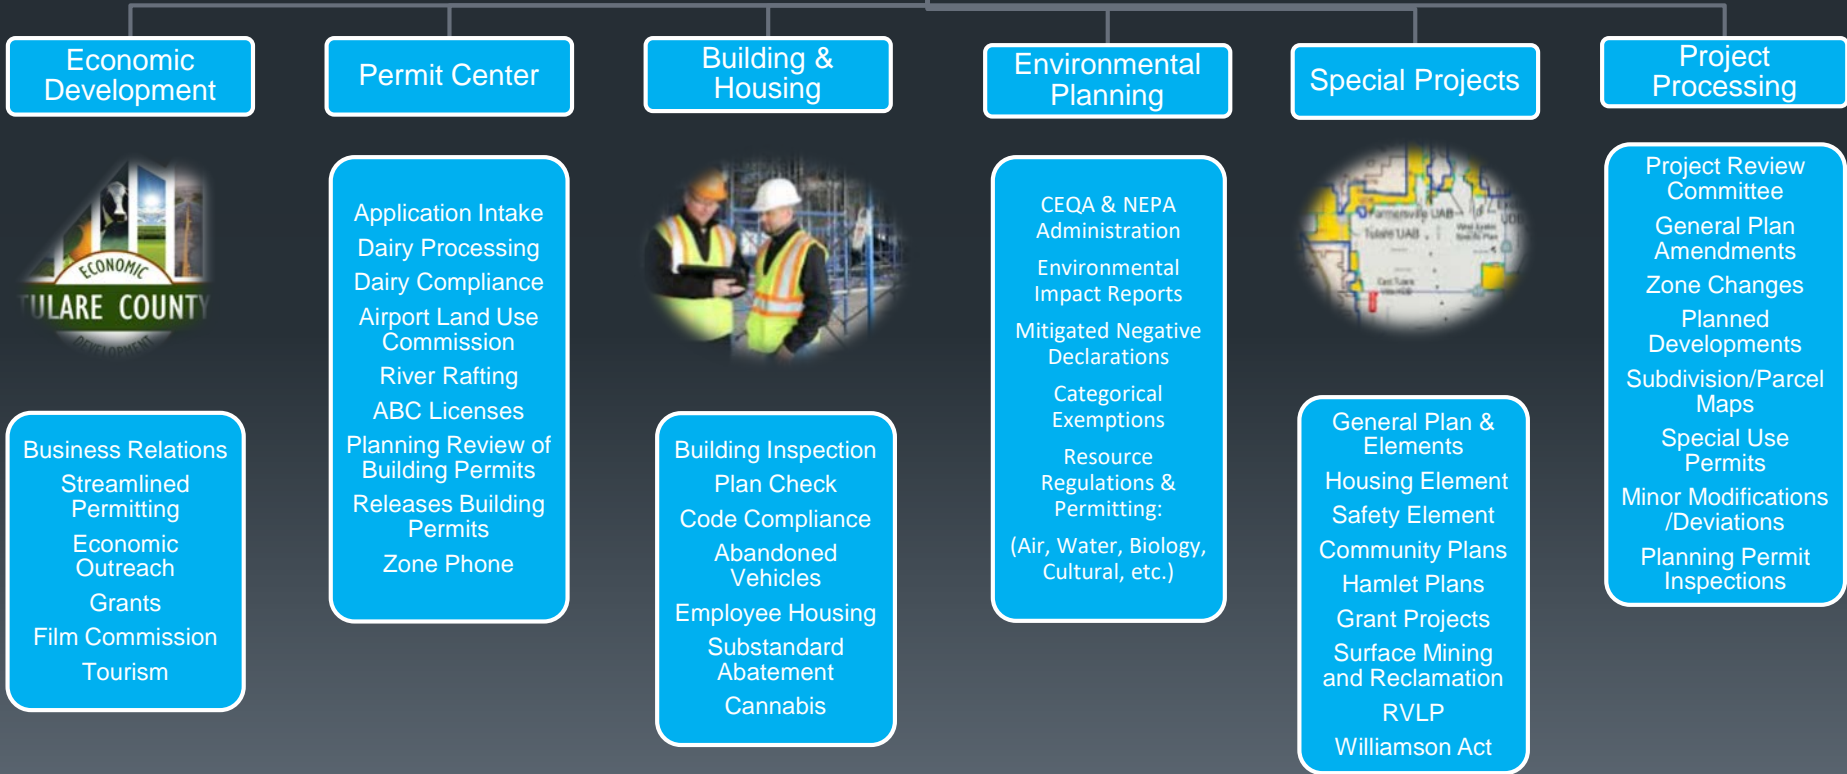 Economic
Development
Permit Center
Building &
Housing
Environmental
Planning
Special Projects
Project
Processing
ECONOMIC
TULARE COUNTY
DEVELOPMENT
Business Relations
Streamlined
Permitting
Economic
Outreach
Grants
Film Commission
Tourism
Application Intake
Dairy Processing
Dairy Compliance
Airport Land Use
Commission
River Rafting
ABC Licenses
Planning Review of
Building Permits
Releases Building
Permits
Zone Phone
Building Inspection
Plan Check
Code Compliance
Abandoned
Vehicles
Employee Housing
Substandard
Abatement
Cannabis
CEQA & NEPA
Administration
Environmental
Impact Reports
Mitigated Negative
Declarations
Categorical
Exemptions
Resource
Regulations &
Permitting:
(Air, Water, Biology,
Cultural, etc.)
Farmersville UAB
Tulare UAB
General Plan &
Elements
Housing Element
Safety Element
Community Plans
Hamlet Plans
Grant Projects
Surface Mining
and Reclamation
RVLP
Williamson Act
Project Review
Committee
General Plan
Amendments
Zone Changes
Planned
Developments
Subdivision/Parcel
Maps
Special Use
Permits
Minor Modifications
/Deviations
Planning Permit
Inspections